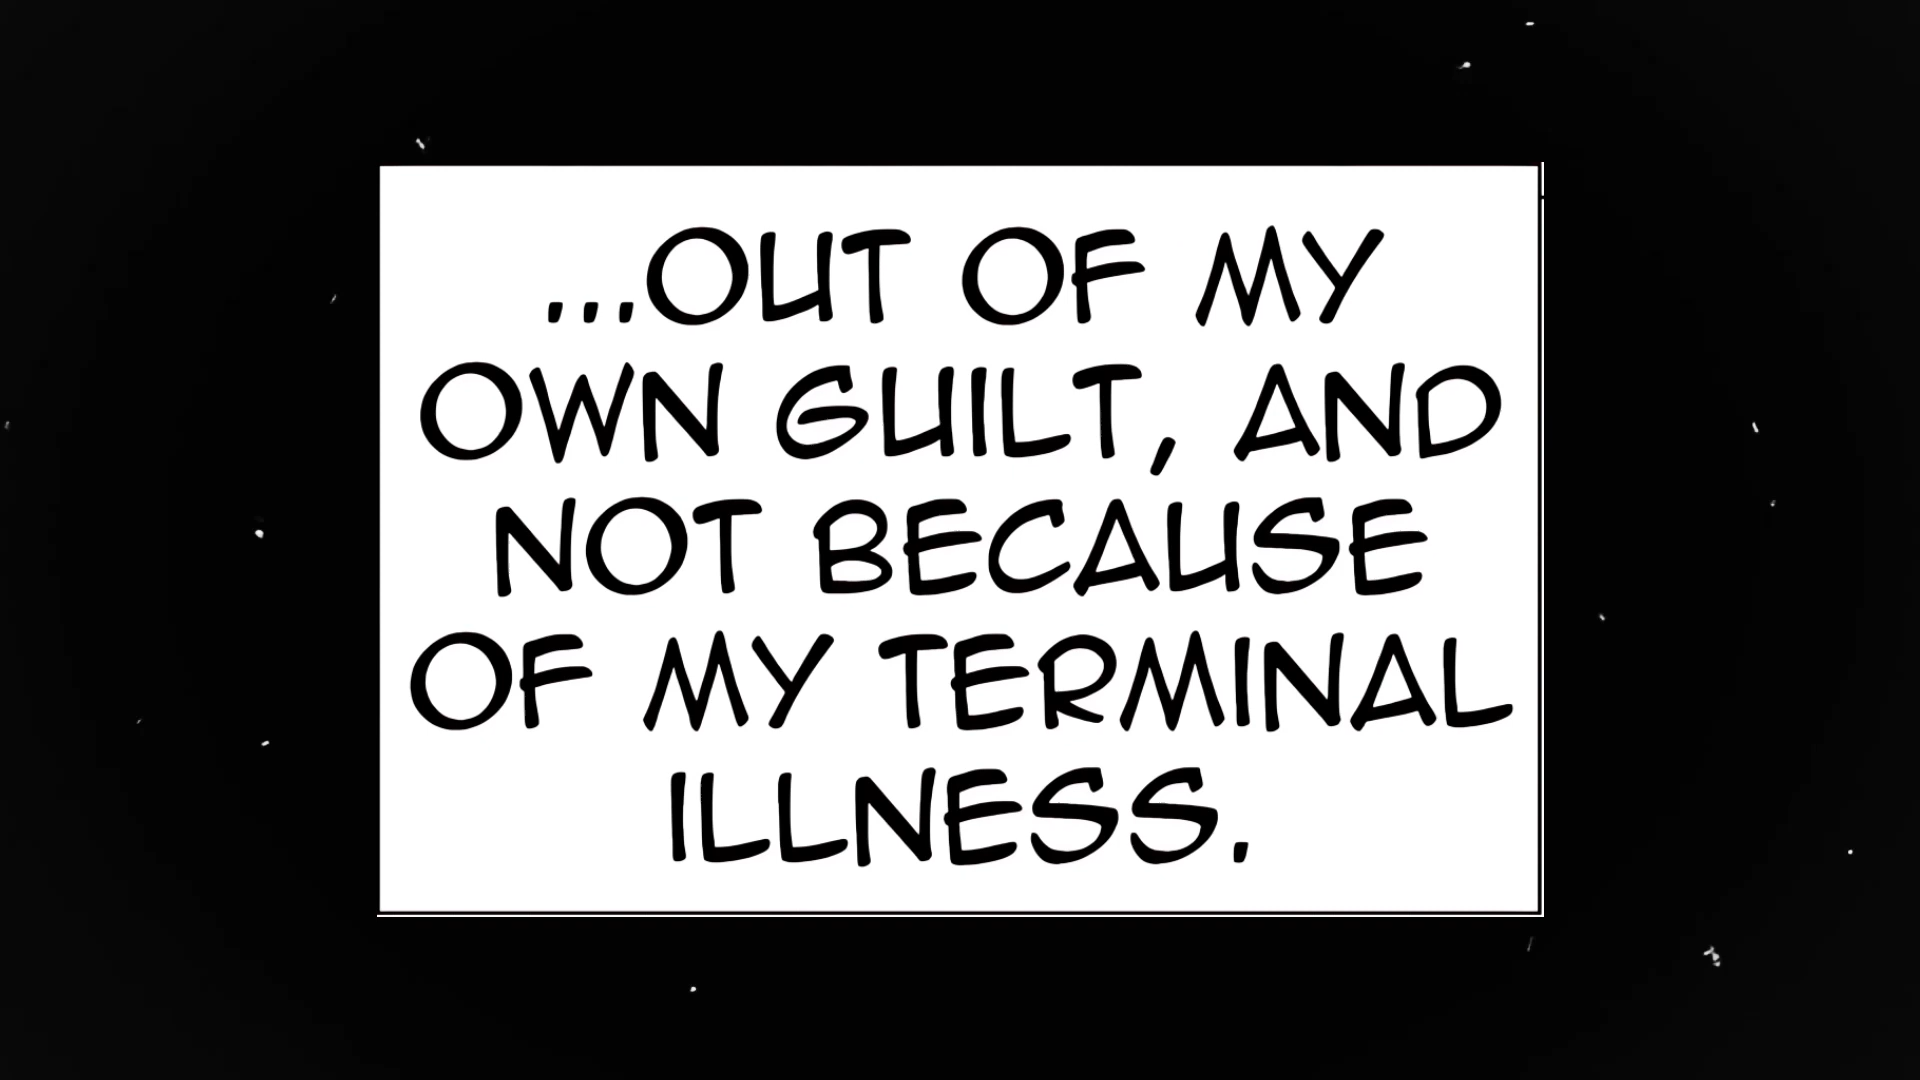 ...OUT OF MY
OWN GUILT, AND
NOT BECAUSE
OF MY TERMINAL
ILLNESS.